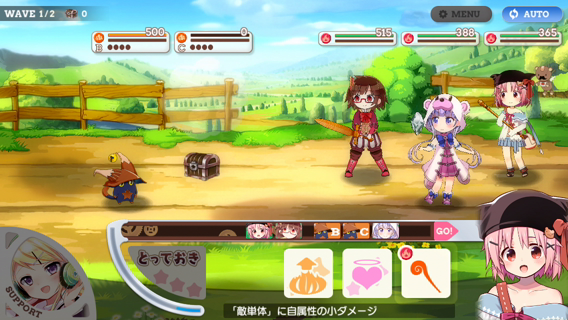 WAVE 1/2 0
MENU
AUTO
500
B
0
C
515
388
365
B
C
GO!
とっておき
SUPPORT
「敵単体」に自属性の小ダメージ